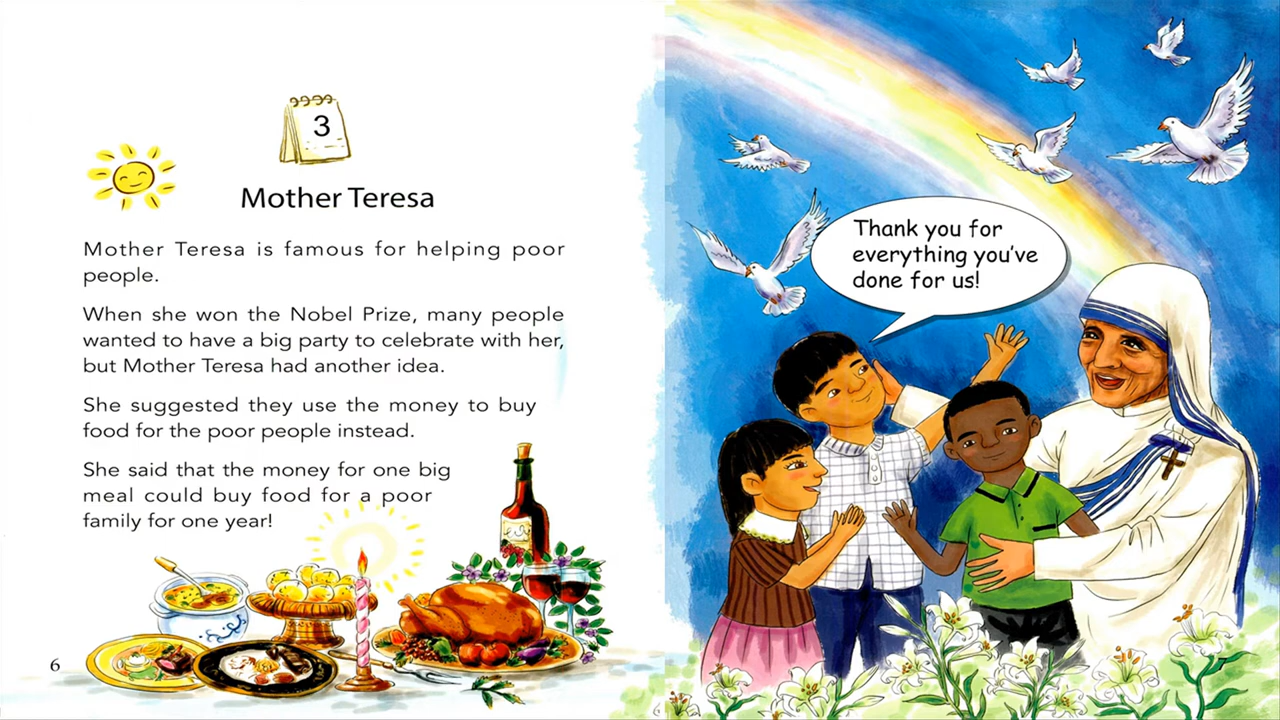 3
Mother Teresa
Mother Teresa is famous for helping poor
people.
When she won the Nobel Prize, many people
wanted to have a big party to celebrate with her,
but Mother Teresa had another idea.
She suggested they use the money to buy
food for the poor people instead.
She said that the money for one big
meal could buy food for a poor
family for one year!
6
Thank you for
everything you've
done for us!